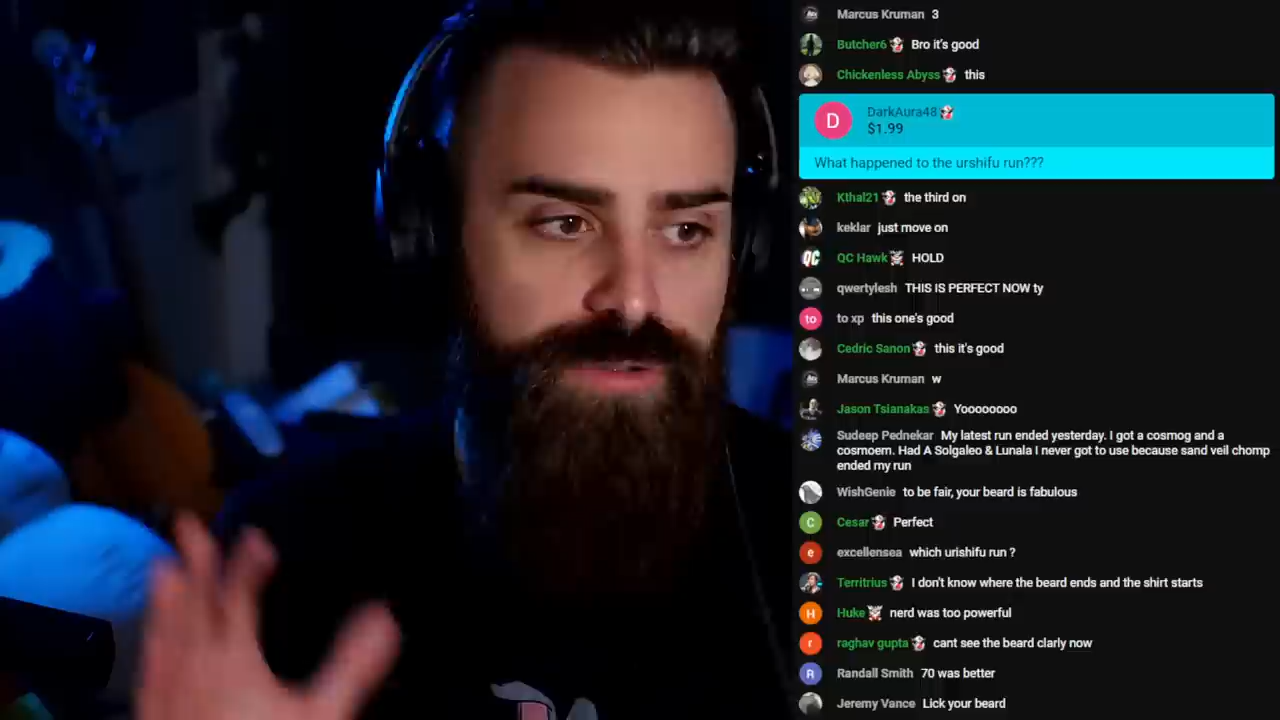 Marcus Kruman 3
Butcher6 Bro it's good
Chickenless Abyss this
D DarkAura48
$1.99
What happened to the urshifu run???
Kthal21 the third on
keklar just move on
QC QC Hawk HOLD
qwertylesh THIS IS PERFECT NOW ty
to to xp this one's good
Cedric Sanon this it's good
Marcus Kruman w
Jason Tsianakas Yoooooooo
Sudeep Pednekar My latest run ended yesterday. I got a cosmog and a
cosmoem. Had A Solgaleo & Lunala I never got to use because sand veil chomp
ended my run
WishGenie to be fair, your beard is fabulous
C Cesar Perfect
e excellensea which urishifu run ?
Territrius I don't know where the beard ends and the shirt starts
H Huke nerd was too powerful
r raghav gupta cant see the beard clarly now
R Randall Smith 70 was better
Jeremy Vance Lick your beard